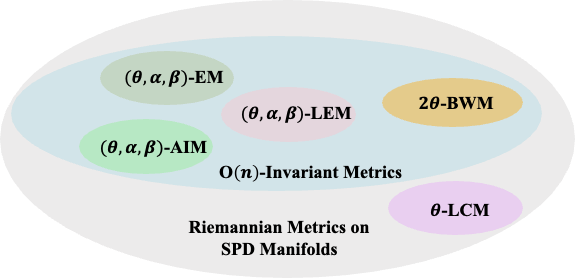 (θ, α, β)-EM
(θ, α, β)-LEM
2θ-BWM
(θ, α, β)-AIM
O(n)-Invariant Metrics
θ-LCM
Riemannian Metrics on
SPD Manifolds